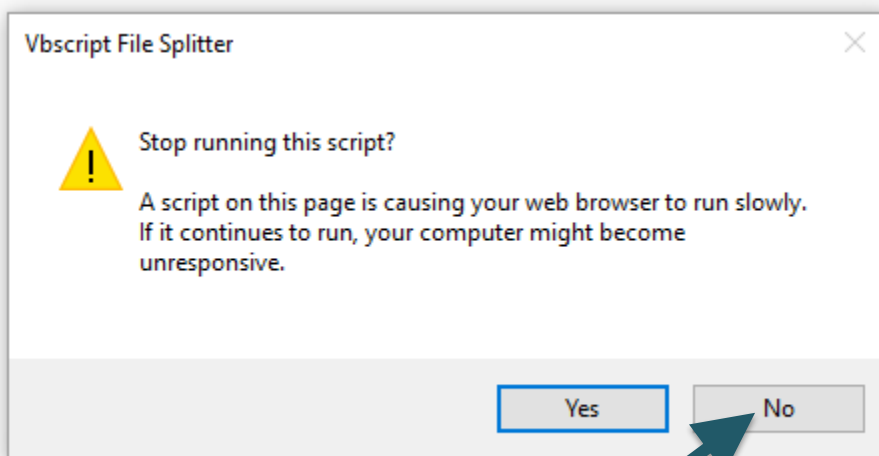 Vbscript File Splitter
Stop running this script?
A script on this page is causing your web browser to run slowly.
If it continues to run, your computer might become
unresponsive.
Yes
No